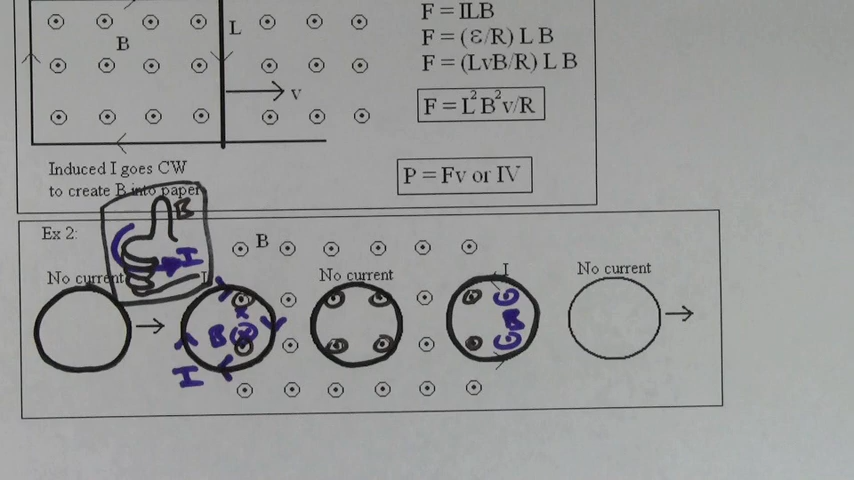 F = ILB
F = (ε/R) L B
F = (LvB/R) L B
F = L²B²v/R
L
B
v
Induced I goes CW
to create B into paper
P = Fv or IV
B
I
Ex 2:
B
No current
I
No current
I
No current
B
I
B